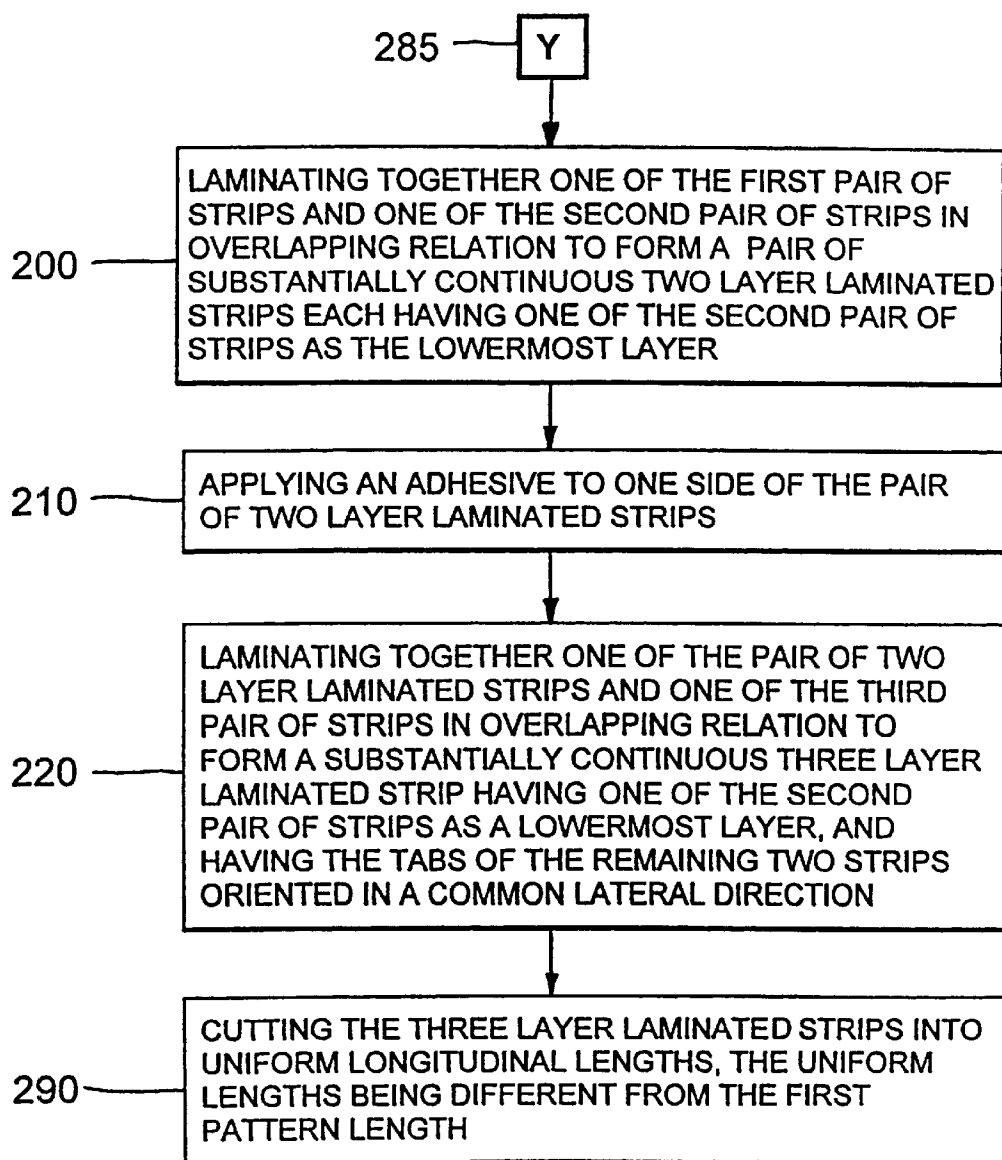 285
Y
200
LAMINATING TOGETHER ONE OF THE FIRST PAIR OF
STRIPS AND ONE OF THE SECOND PAIR OF STRIPS IN
OVERLAPPING RELATION TO FORM A PAIR OF
SUBSTANTIALLY CONTINUOUS TWO LAYER LAMINATED
STRIPS EACH HAVING ONE OF THE SECOND PAIR OF
STRIPS AS THE LOWERMOST LAYER
210
APPLYING AN ADHESIVE TO ONE SIDE OF THE PAIR
OF TWO LAYER LAMINATED STRIPS
220
LAMINATING TOGETHER ONE OF THE PAIR OF TWO
LAYER LAMINATED STRIPS AND ONE OF THE THIRD
PAIR OF STRIPS IN OVERLAPPING RELATION TO
FORM A SUBSTANTIALLY CONTINUOUS THREE LAYER
LAMINATED STRIP HAVING ONE OF THE SECOND
PAIR OF STRIPS AS A LOWERMOST LAYER, AND
HAVING THE TABS OF THE REMAINING TWO STRIPS
ORIENTED IN A COMMON LATERAL DIRECTION
290
CUTTING THE THREE LAYER LAMINATED STRIPS INTO
UNIFORM LONGITUDINAL LENGTHS, THE UNIFORM
LENGTHS BEING DIFFERENT FROM THE FIRST
PATTERN LENGTH